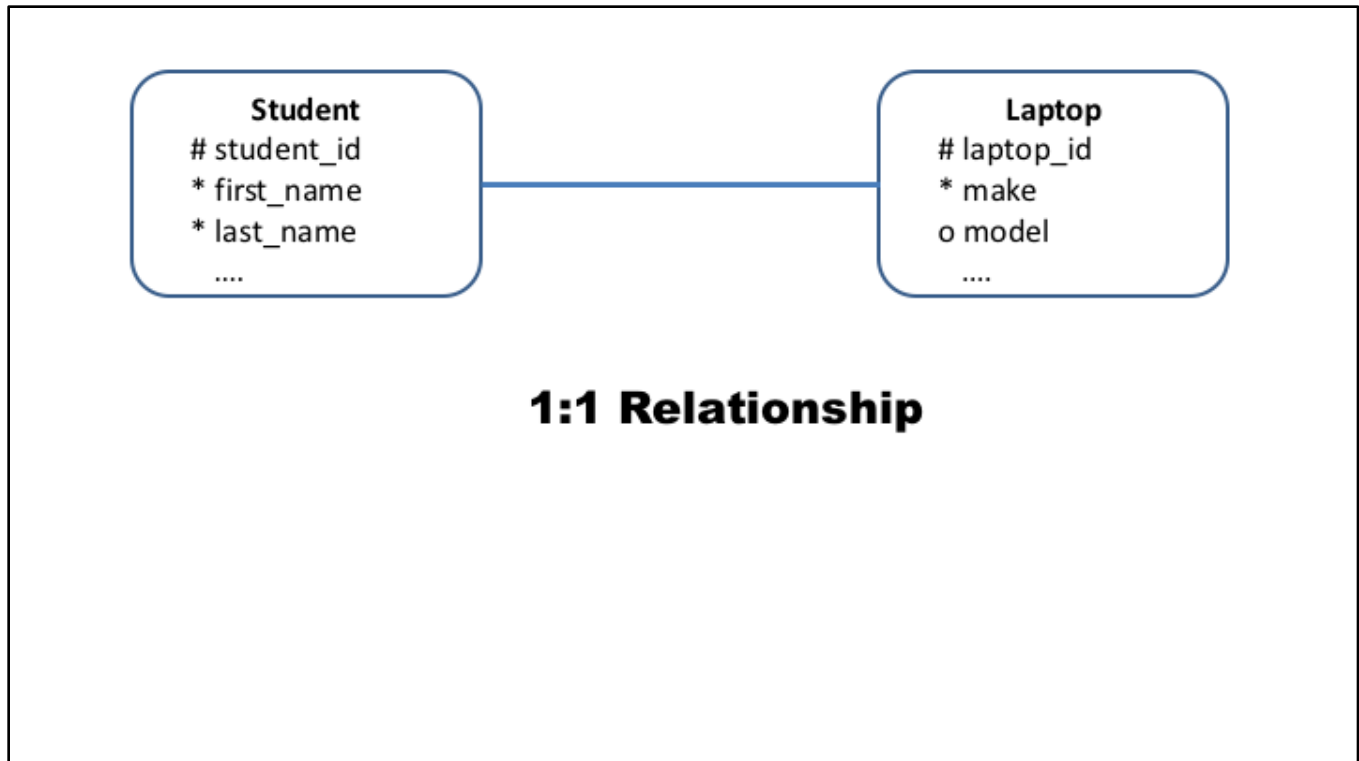 Student
# student_id
* first_name
* last_name
....
Laptop
# laptop_id
* make
o model
....
1:1 Relationship